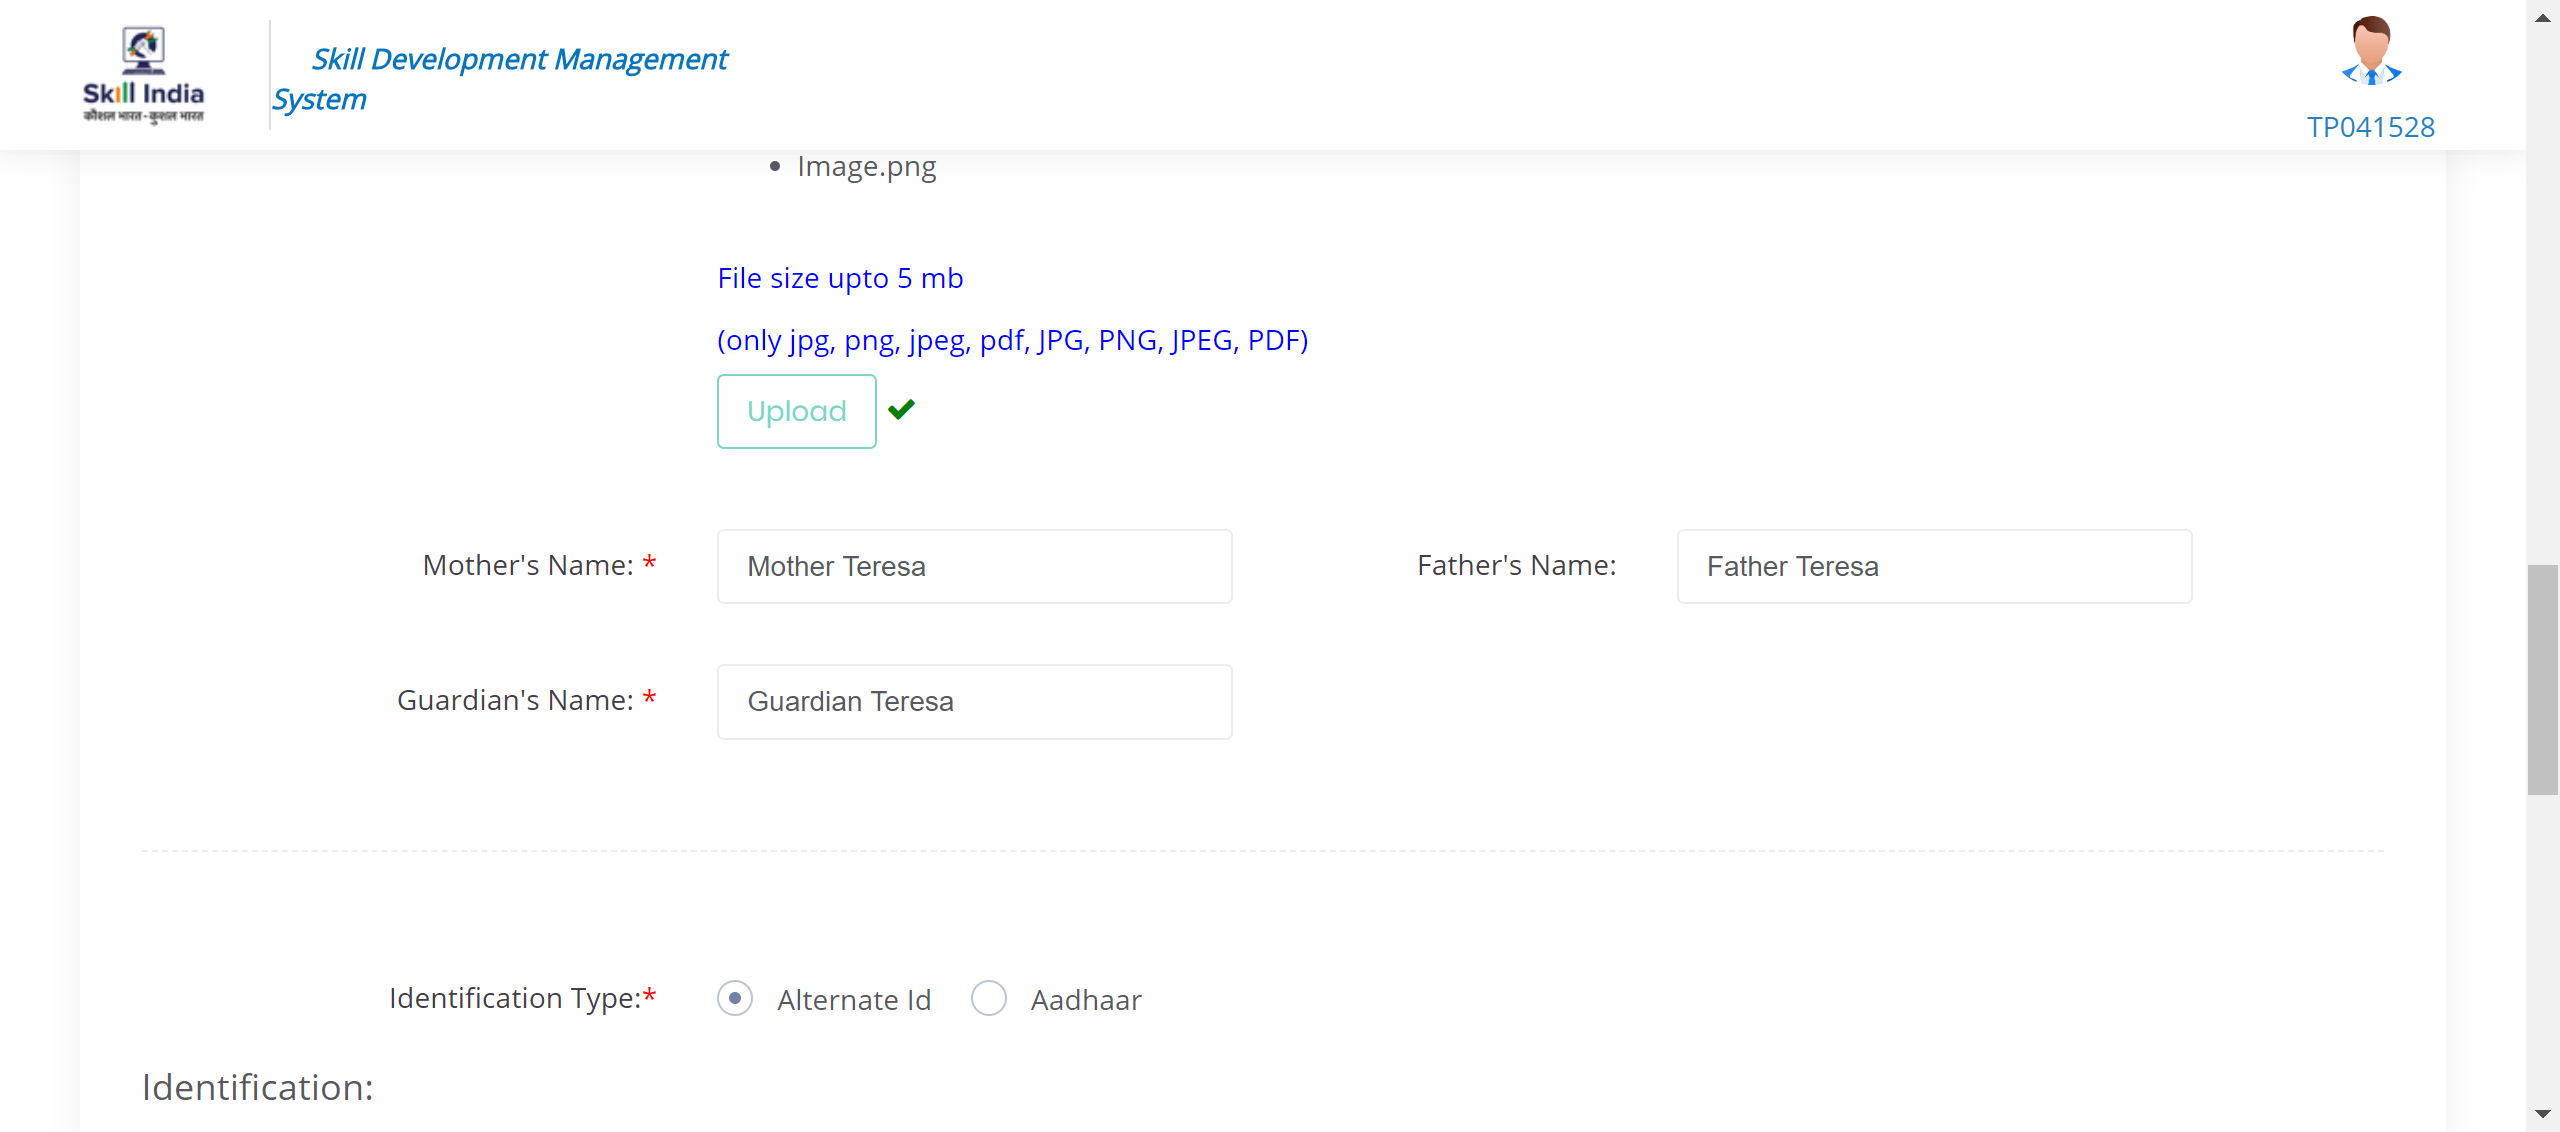 Skill India
कौशल भारत - कुशल भारत
Skill Development Management
System
TP041528
Image.png
File size upto 5 mb
(only jpg, png, jpeg, pdf, JPG, PNG, JPEG, PDF)
Upload
Mother's Name: * Mother Teresa Father's Name: Father Teresa
Guardian's Name: * Guardian Teresa
Identification Type:* Alternate Id Aadhaar
Identification: